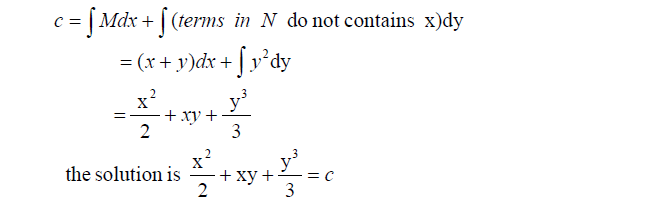 c = ∫ Mdx + ∫ (terms in N do not contains x)dy
= (x + y)dx + ∫ y²dy
= x²/2 + xy + y³/3
the solution is x²/2 + xy + y³/3 = c